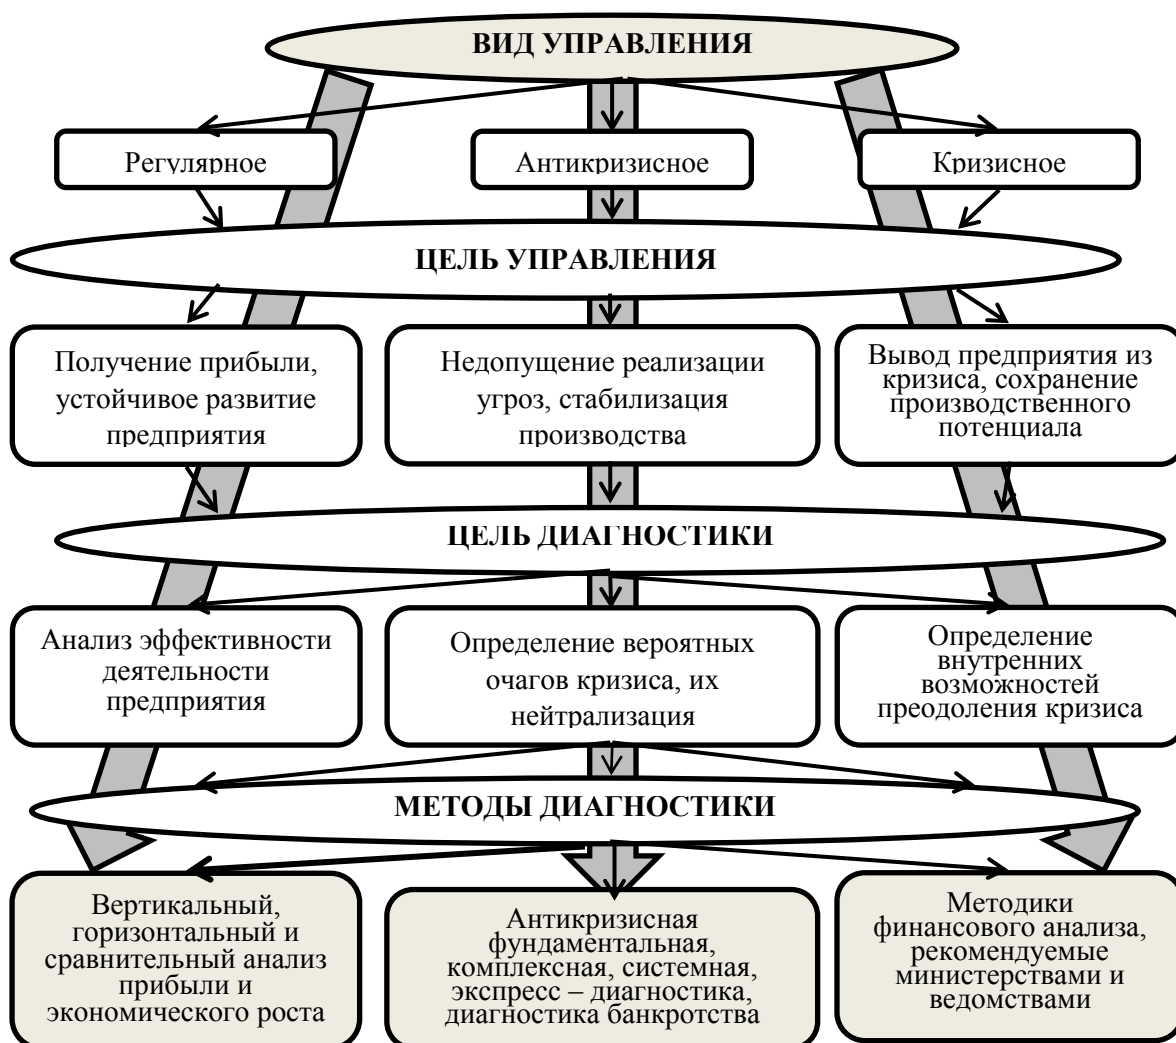 ВИД УПРАВЛЕНИЯ
Регулярное
Антикризисное
Кризисное
ЦЕЛЬ УПРАВЛЕНИЯ
Получение прибыли,
устойчивое развитие
предприятия
Недопущение реализации
угроз, стабилизация
производства
Вывод предприятия из
кризиса, сохранение
производственного
потенциала
ЦЕЛЬ ДИАГНОСТИКИ
Анализ эффективности
деятельности
предприятия
Определение вероятных
очагов кризиса, их
нейтрализация
Определение
внутренних
возможностей
преодоления кризиса
МЕТОДЫ ДИАГНОСТИКИ
Вертикальный,
горизонтальный и
сравнительный анализ
прибыли и
экономического роста
Антикризисная
фундаментальная,
комплексная, системная,
экспресс – диагностика,
диагностика банкротства
Методики
финансового анализа,
рекомендуемые
министерствами и
ведомствами